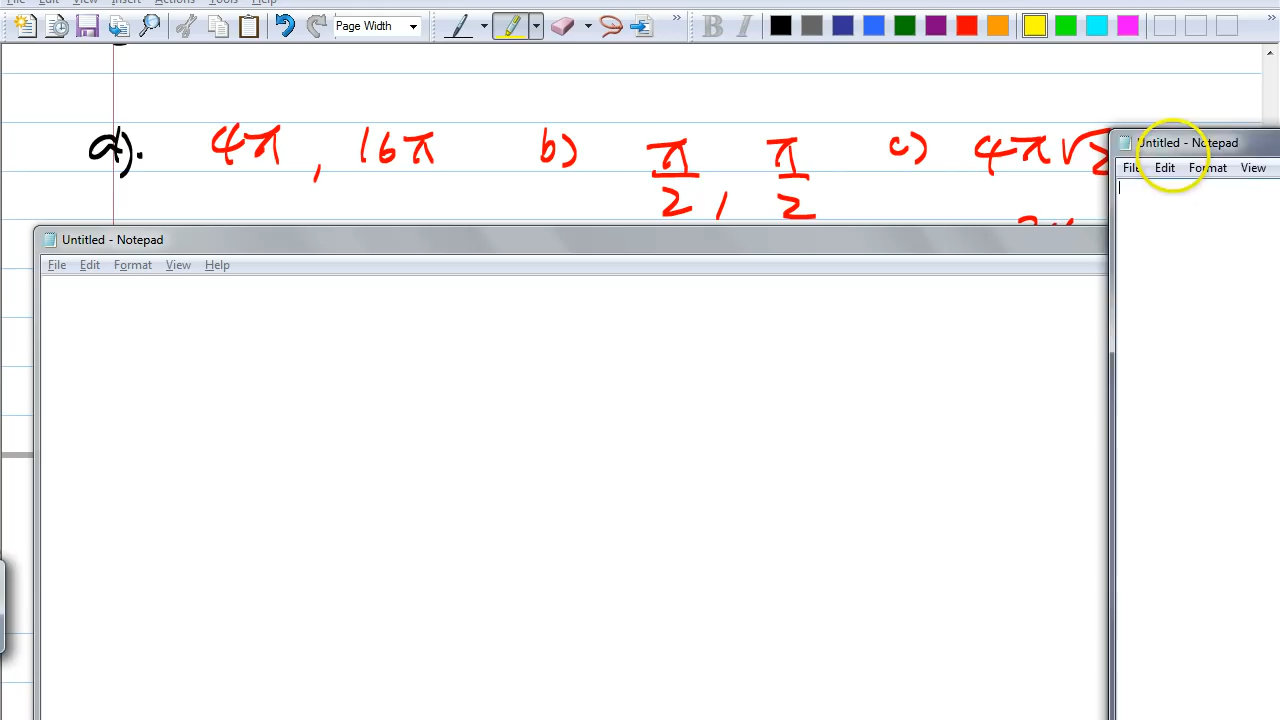 File Edit View Insert Actions Tools Help
Page Width
a). 4π , 16π b) π/2 , π/2 c) 4π√
Untitled - Notepad
File Edit Format View
Untitled - Notepad
File Edit Format View Help